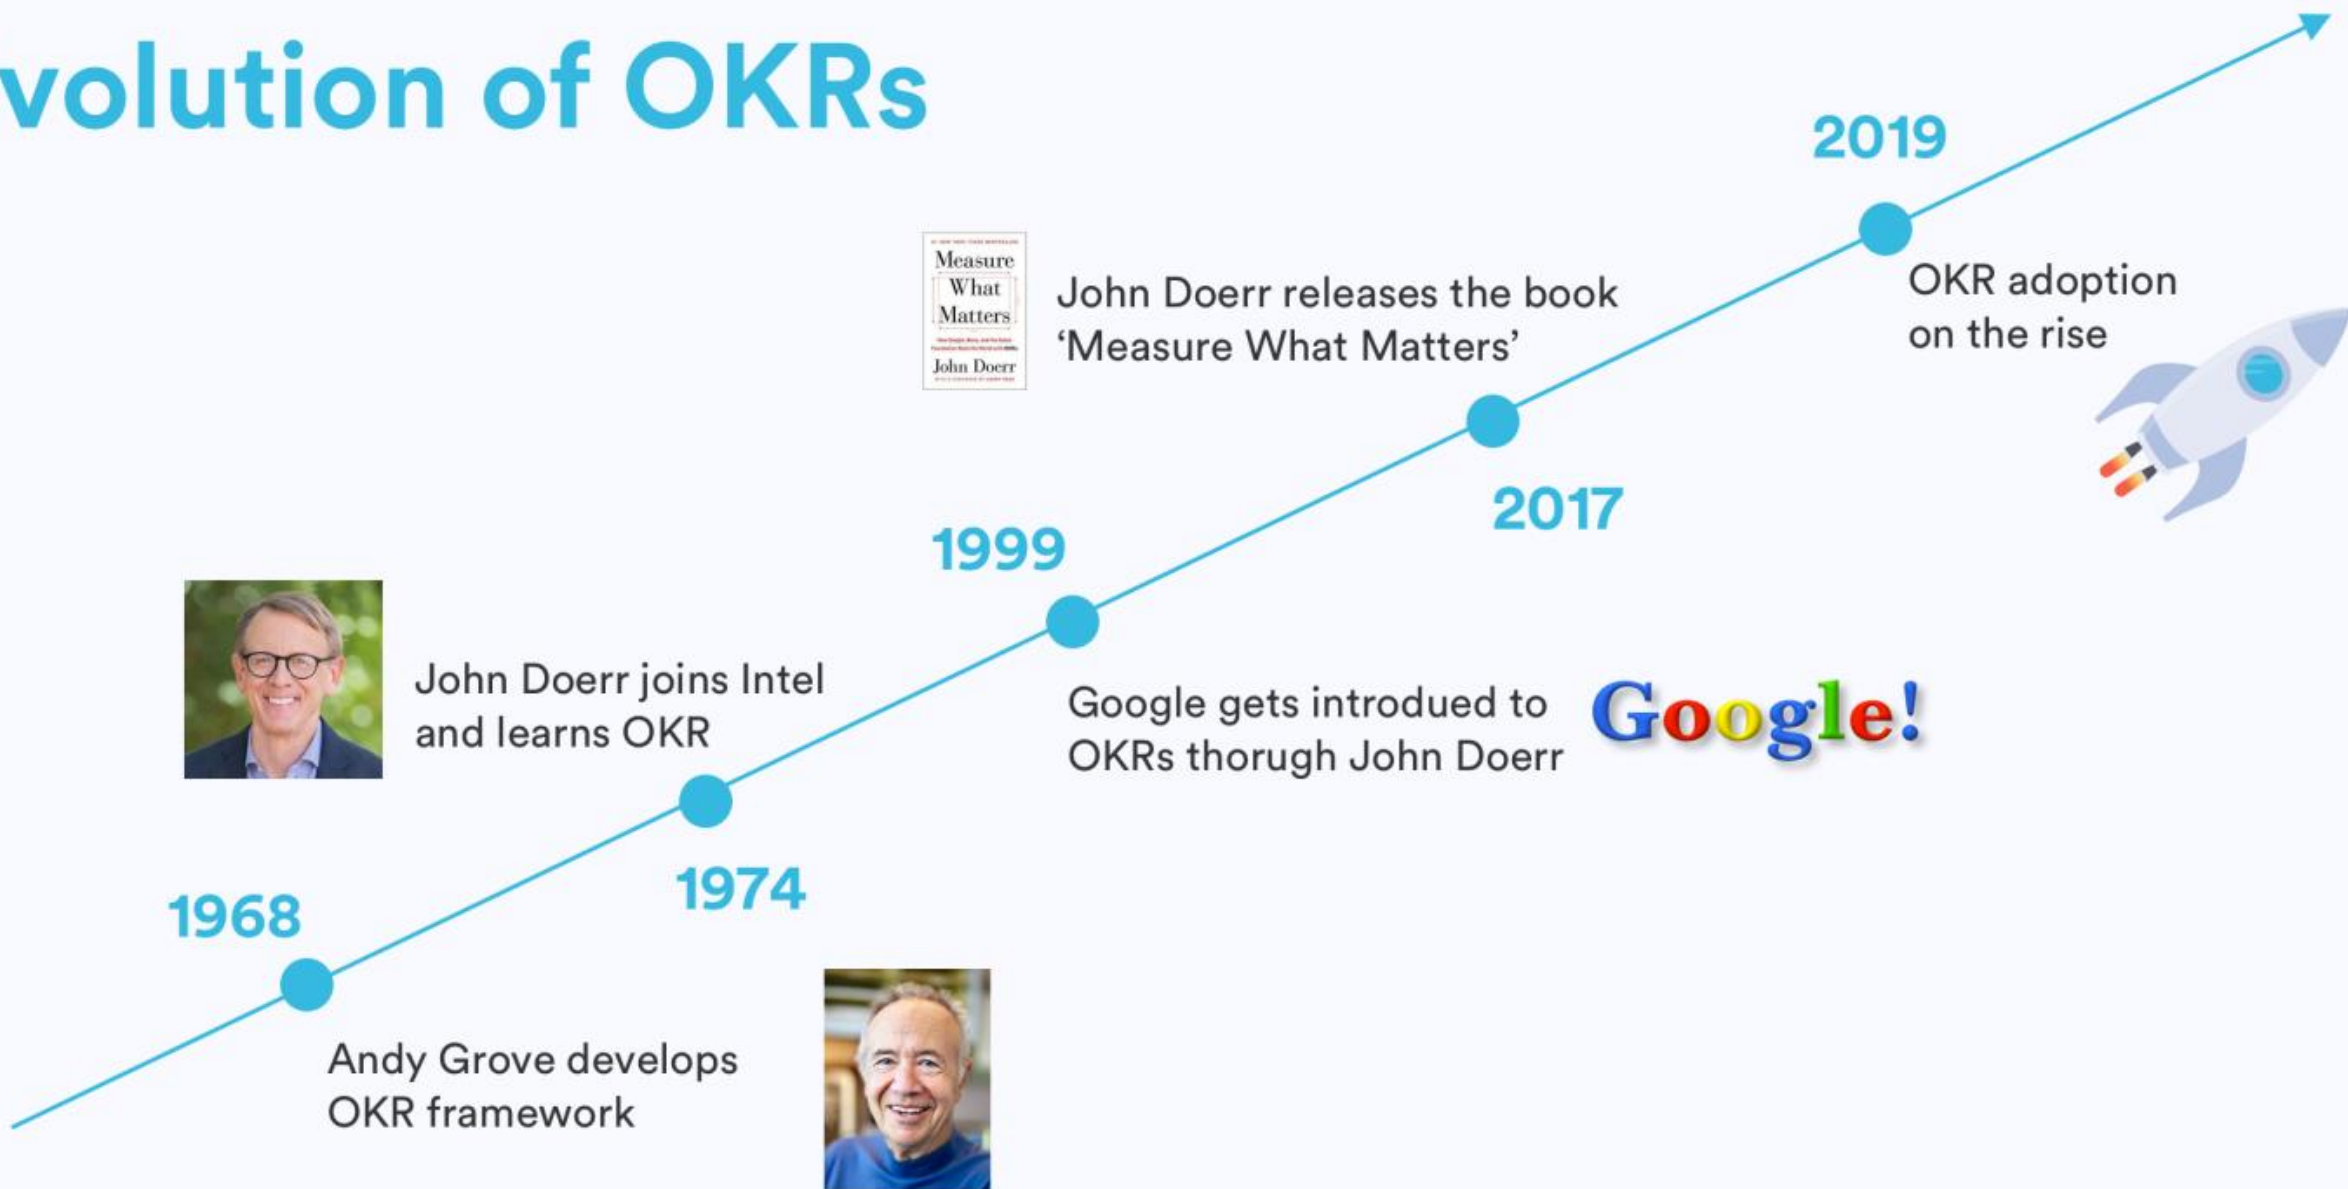 volution of OKRs
2019
OKR adoption
on the rise
Measure
What
Matters
John Doerr
John Doerr releases the book
‘Measure What Matters’
2017
1999
Google gets introdued to
OKRs thorugh John Doerr
Google!
John Doerr joins Intel
and learns OKR
1974
1968
Andy Grove develops
OKR framework